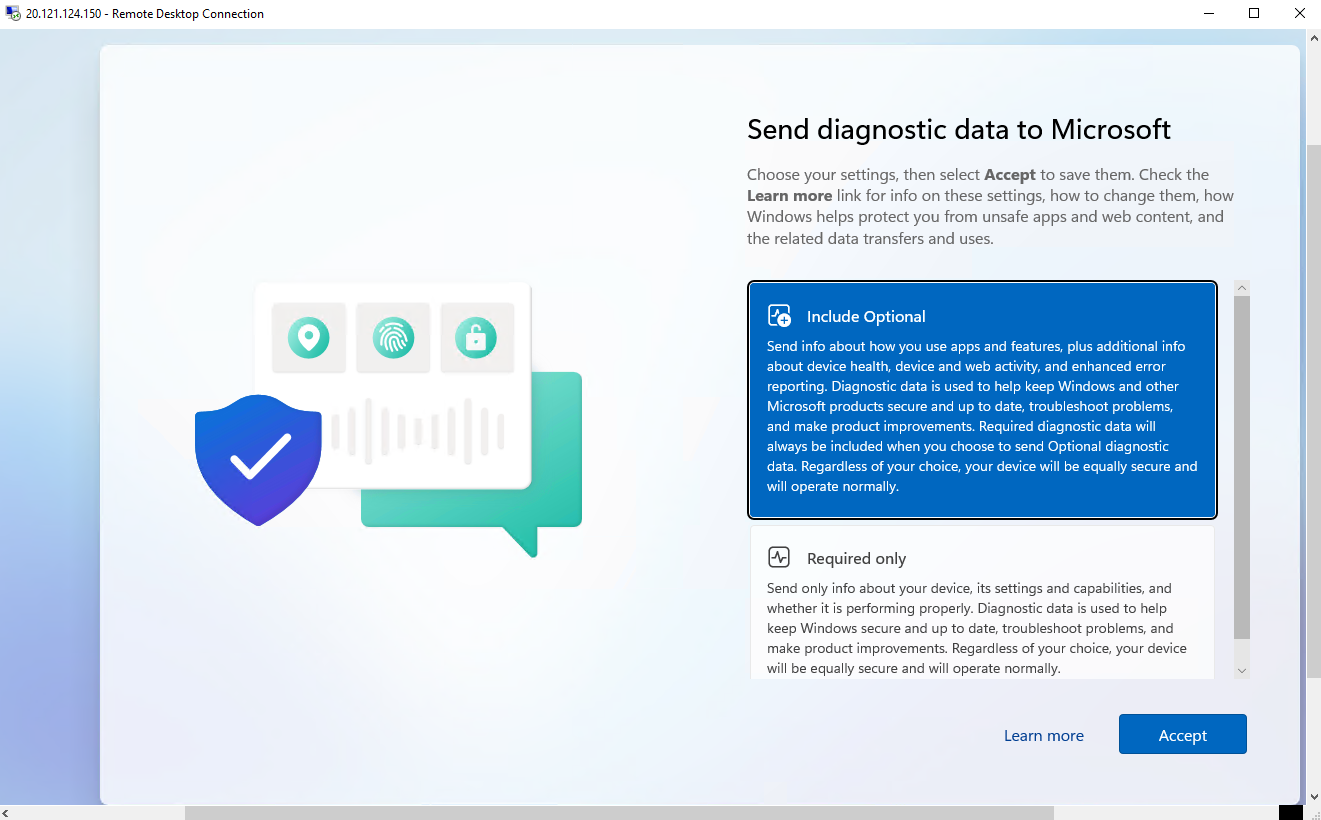 20.121.124.150 - Remote Desktop Connection
Send diagnostic data to Microsoft
Choose your settings, then select Accept to save them. Check the
Learn more link for info on these settings, how to change them, how
Windows helps protect you from unsafe apps and web content, and
the related data transfers and uses.
Include Optional
Send info about how you use apps and features, plus additional info
about device health, device and web activity, and enhanced error
reporting. Diagnostic data is used to help keep Windows and other
Microsoft products secure and up to date, troubleshoot problems,
and make product improvements. Required diagnostic data will
always be included when you choose to send Optional diagnostic
data. Regardless of your choice, your device will be equally secure and
will operate normally.
Required only
Send only info about your device, its settings and capabilities, and
whether it is performing properly. Diagnostic data is used to help
keep Windows secure and up to date, troubleshoot problems, and
make product improvements. Regardless of your choice, your device
will be equally secure and will operate normally.
Learn more
Accept